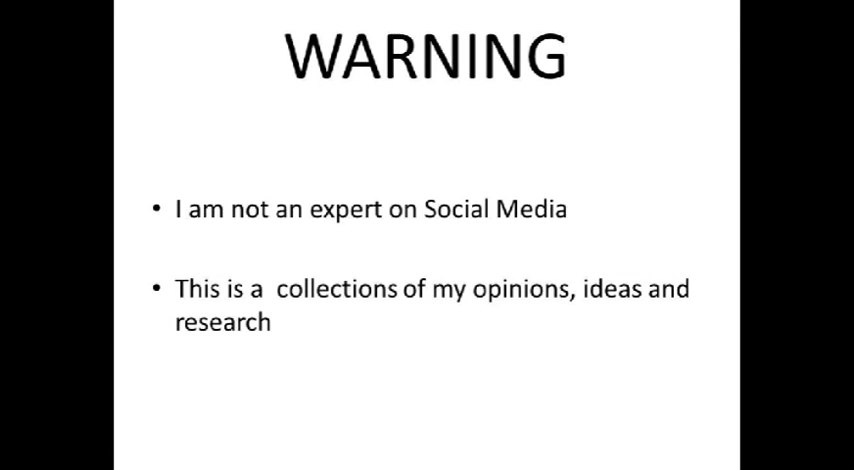 WARNING
• I am not an expert on Social Media
• This is a  collections of my opinions, ideas and
research